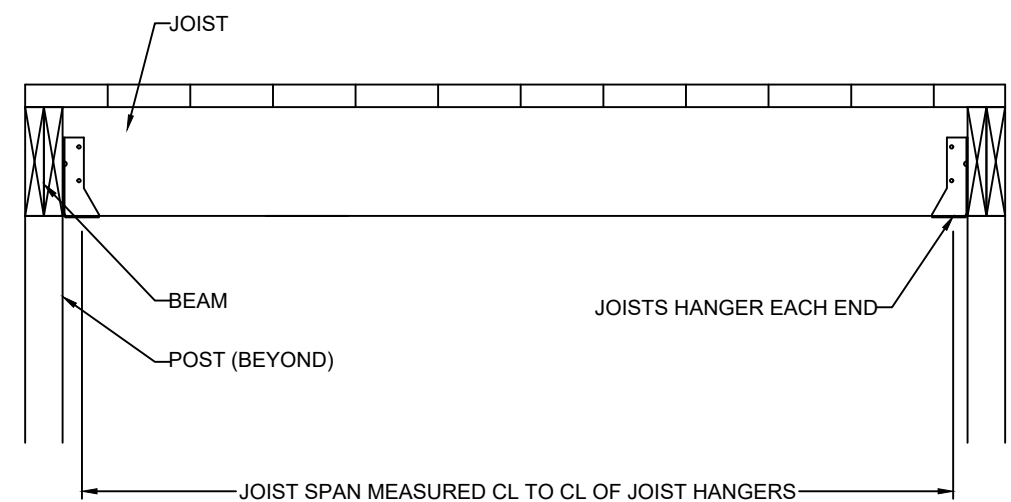 JOIST
BEAM
JOISTS HANGER EACH END
POST (BEYOND)
JOIST SPAN MEASURED CL TO CL OF JOIST HANGERS